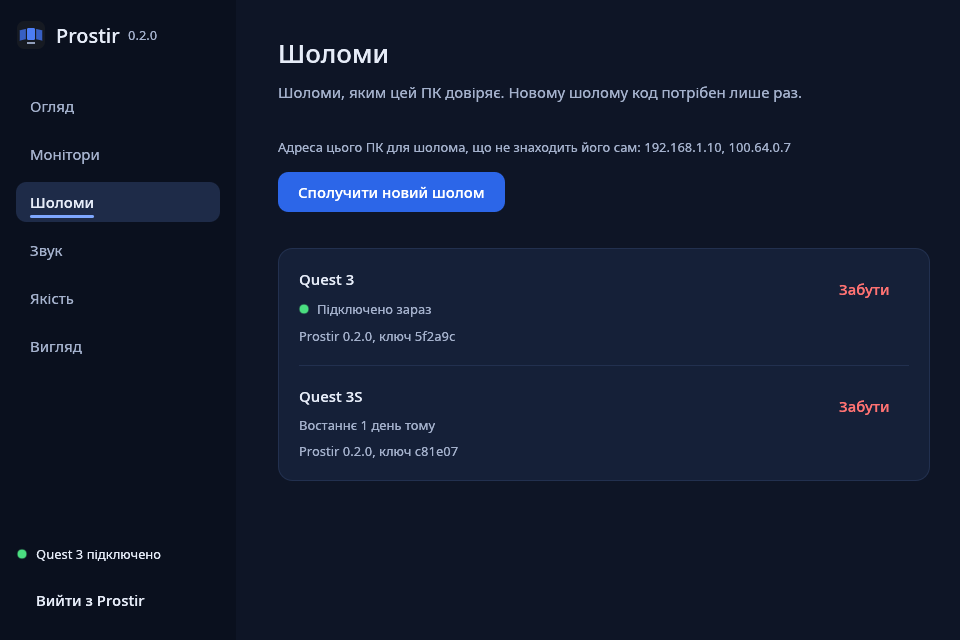 Prostir 0.2.0
Огляд
Монітори
Шоломи
Звук
Якість
Вигляд
Quest 3 підключено
Вийти з Prostir
Шоломи
Шоломи, яким цей ПК довіряє. Новому шолому код потрібен лише раз.
Адреса цього ПК для шолома, що не знаходить його сам: 192.168.1.10, 100.64.0.7
Сполучити новий шолом
Quest 3
Забути
Підключено зараз
Prostir 0.2.0, ключ 5f2a9c
Quest 3S
Забути
Востаннє 1 день тому
Prostir 0.2.0, ключ c81e07